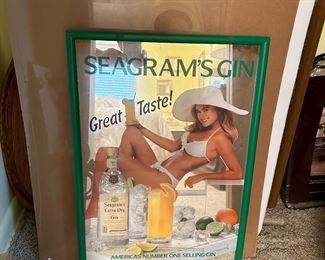 SEAGRAM'S GIN
Great Taste!
Seagram's
Extra Dry
Gin
AMERICA'S NUMBER ONE SELLING GIN